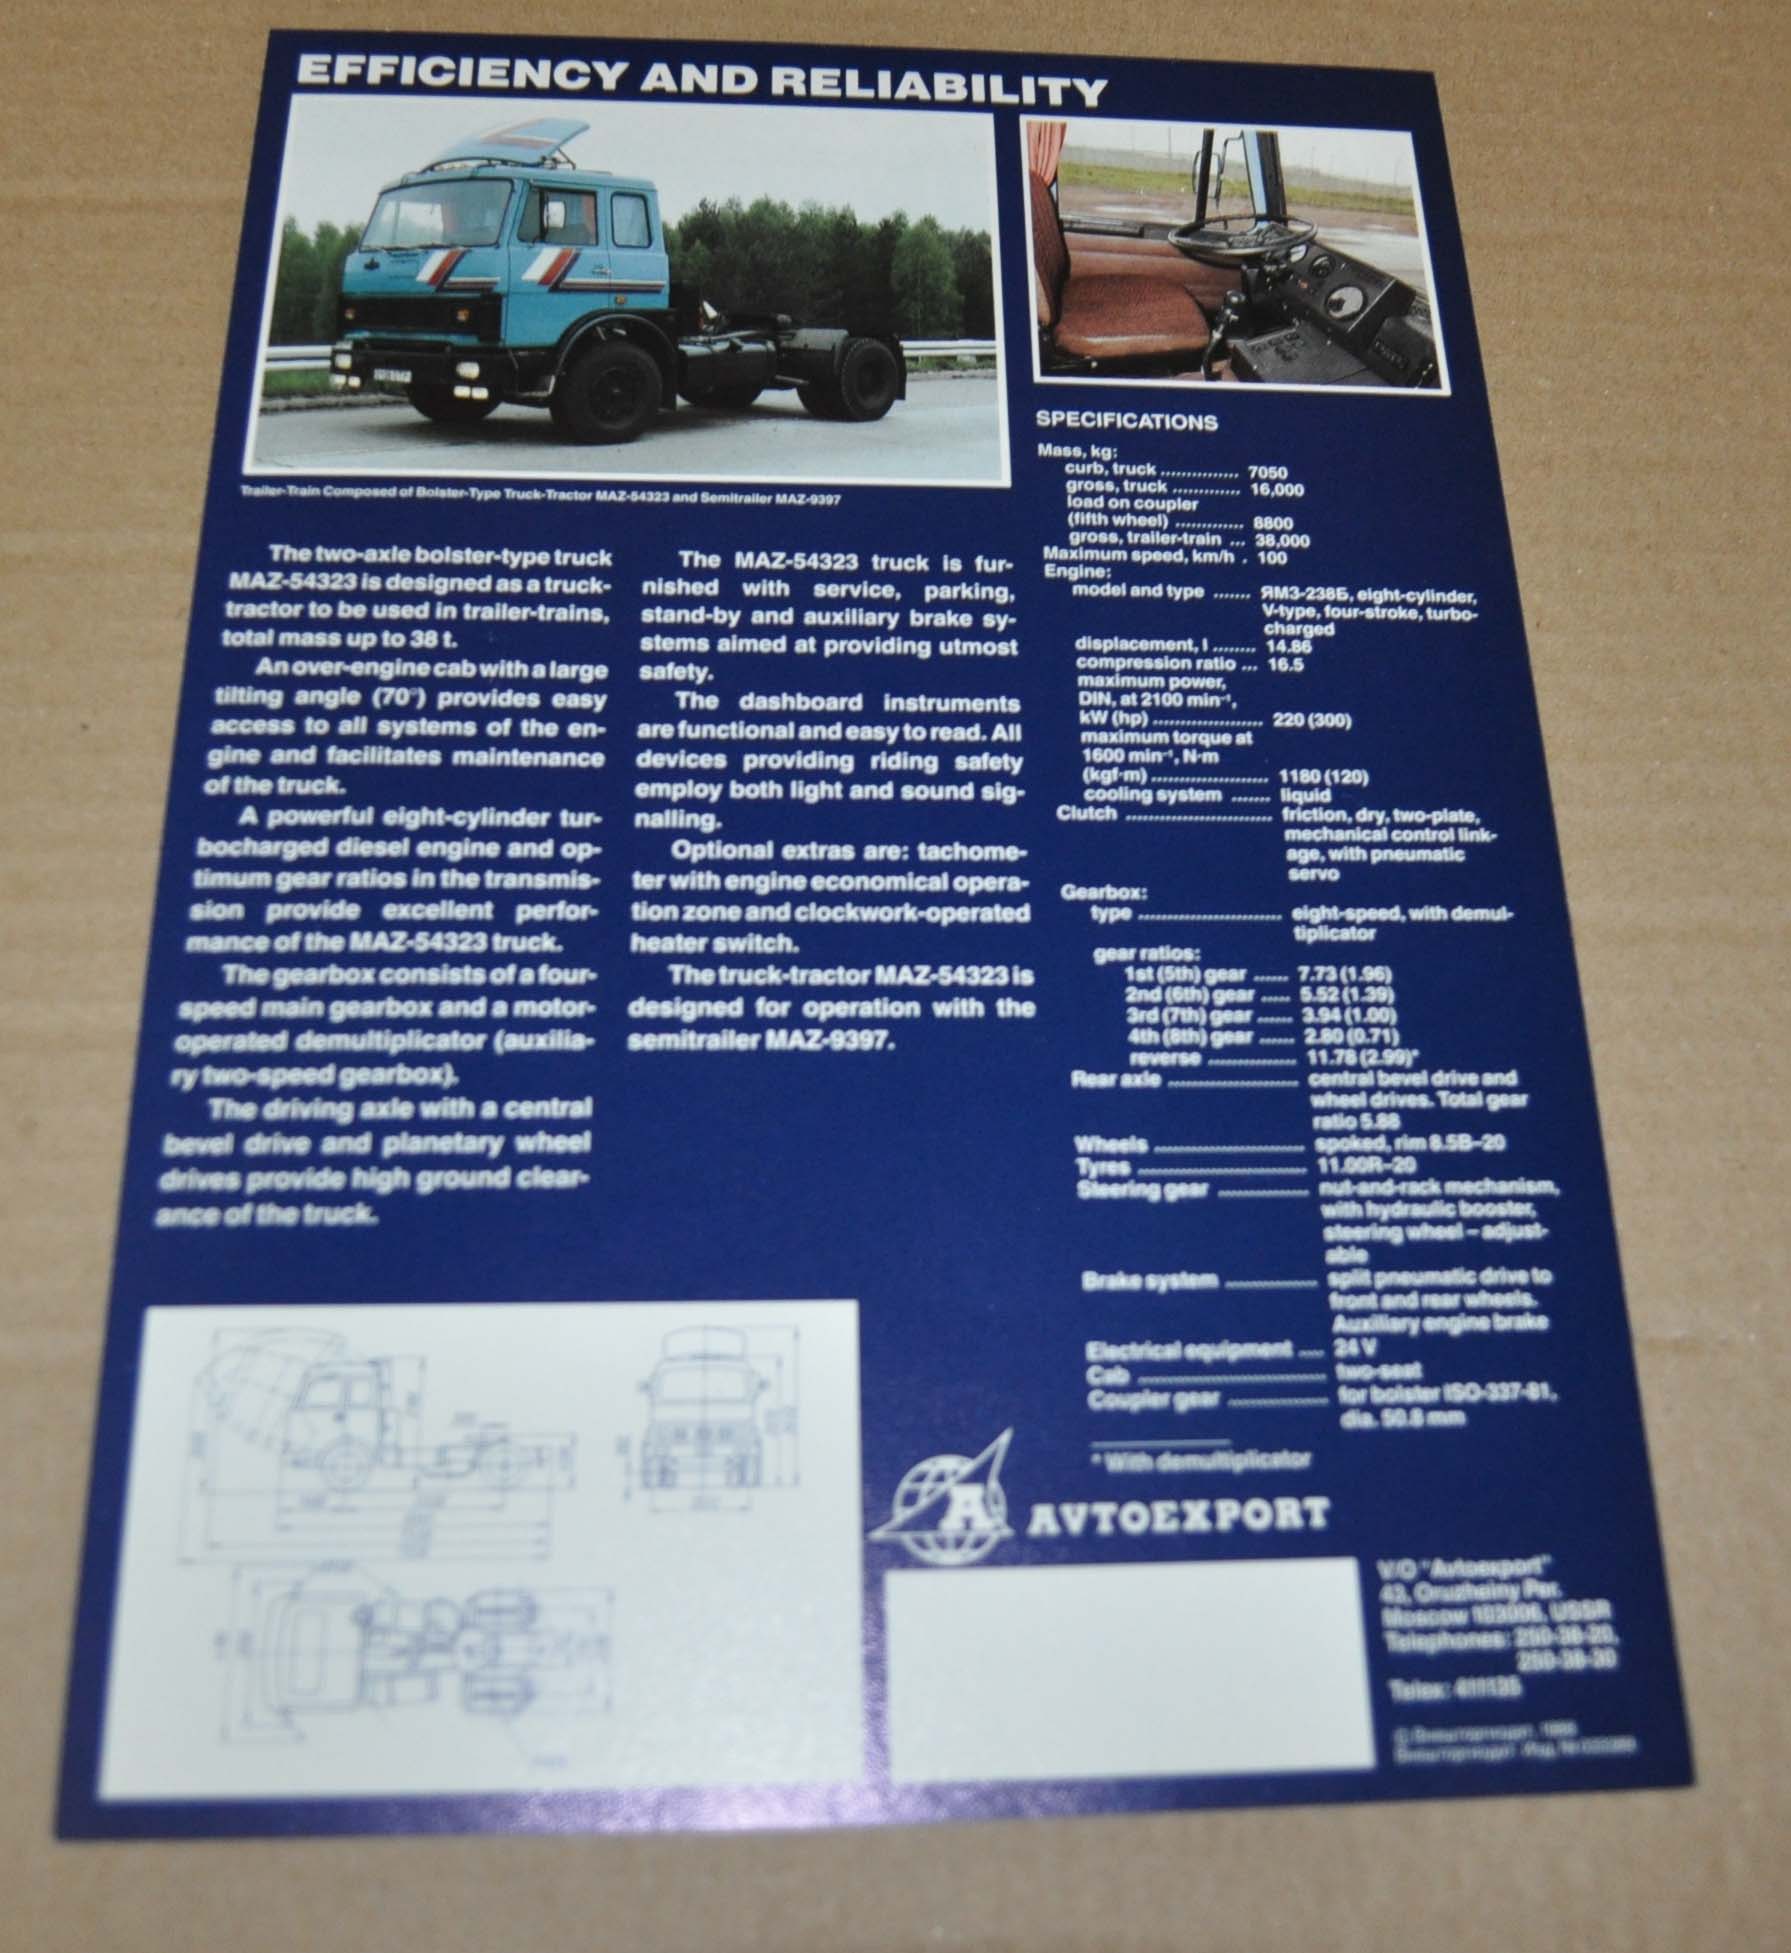 EFFICIENCY AND RELIABILITY
Trailer-Train Composed of Bolster-Type Truck-Tractor MAZ-54323 and Semitrailer MAZ-9397
The two-axle bolster-type truck
MAZ-54323 is designed as a truck-
tractor to be used in trailer-trains,
total mass up to 38 t.
An over-engine cab with a large
tilting angle (70°) provides easy
access to all systems of the en-
gine and facilitates maintenance
of the truck.
A powerful eight-cylinder tur-
bocharged diesel engine and op-
timum gear ratios in the transmis-
sion provide excellent perfor-
mance of the MAZ-54323 truck.
The gearbox consists of a four-
speed main gearbox and a motor-
operated demultiplicator (auxilia-
ry two-speed gearbox).
The driving axle with a central
bevel drive and planetary wheel
drives provide high ground clear-
ance of the truck.
The MAZ-54323 truck is fur-
nished with service, parking,
stand-by and auxiliary brake sy-
stems aimed at providing utmost
safety.
The dashboard instruments
are functional and easy to read. All
devices providing riding safety
employ both light and sound sig-
nalling.
Optional extras are: tachome-
ter with engine economical opera-
tion zone and clockwork-operated
heater switch.
The truck-tractor MAZ-54323 is
designed for operation with the
semitrailer MAZ-9397.
SPECIFICATIONS
Mass, kg:
curb, truck ............... 7050
gross, truck ............. 16,000
load on coupler
(fifth wheel) ............. 8800
gross, trailer-train ... 38,000
Maximum speed, km/h . 100
Engine:
model and type ....... ЯМЗ-238Б, eight-cylinder,
V-type, four-stroke, turbo-
charged
displacement, l ........ 14.86
compression ratio ... 16.5
maximum power,
DIN, at 2100 min⁻¹,
kW (hp) .................... 220 (300)
maximum torque at
1600 min⁻¹, N·m
(kgf·m) ..................... 1180 (120)
cooling system ....... liquid
Clutch .......................... friction, dry, two-plate,
mechanical control link-
age, with pneumatic
servo
Gearbox:
type .......................... eight-speed, with demul-
tiplicator
gear ratios:
1st (5th) gear ...... 7.73 (1.96)
2nd (6th) gear ..... 5.52 (1.39)
3rd (7th) gear ...... 3.94 (1.00)
4th (8th) gear ...... 2.80 (0.71)
reverse ............... 11.78 (2.99)*
Rear axle ...................... central bevel drive and
wheel drives. Total gear
ratio 5.88
Wheels ......................... spoked, rim 8.5B-20
Tyres ............................ 11.00R-20
Steering gear ............... nut-and-rack mechanism,
with hydraulic booster,
steering wheel – adjust-
able
Brake system ............... split pneumatic drive to
front and rear wheels.
Auxiliary engine brake
Electrical equipment .... 24 V
Cab ............................... two-seat
Coupler gear ................ for bolster ISO-337-81,
dia. 50.8 mm
* With demultiplicator
A
AVTOEXPORT
V/O "Avtoexport"
43, Oruzheiny Per.
Moscow 103006, USSR
Telephones: 250-38-20,
250-38-30
Telex: 411135